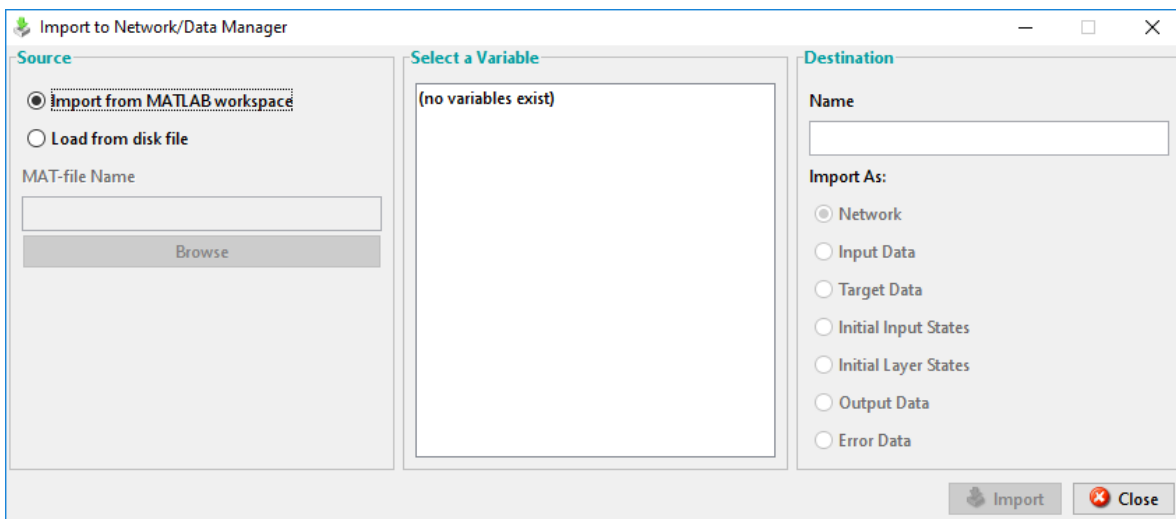 Import to Network/Data Manager
Source
Import from MATLAB workspace
Load from disk file
MAT-file Name
Browse
Select a Variable
(no variables exist)
Destination
Name
Import As:
Network
Input Data
Target Data
Initial Input States
Initial Layer States
Output Data
Error Data
Import
Close